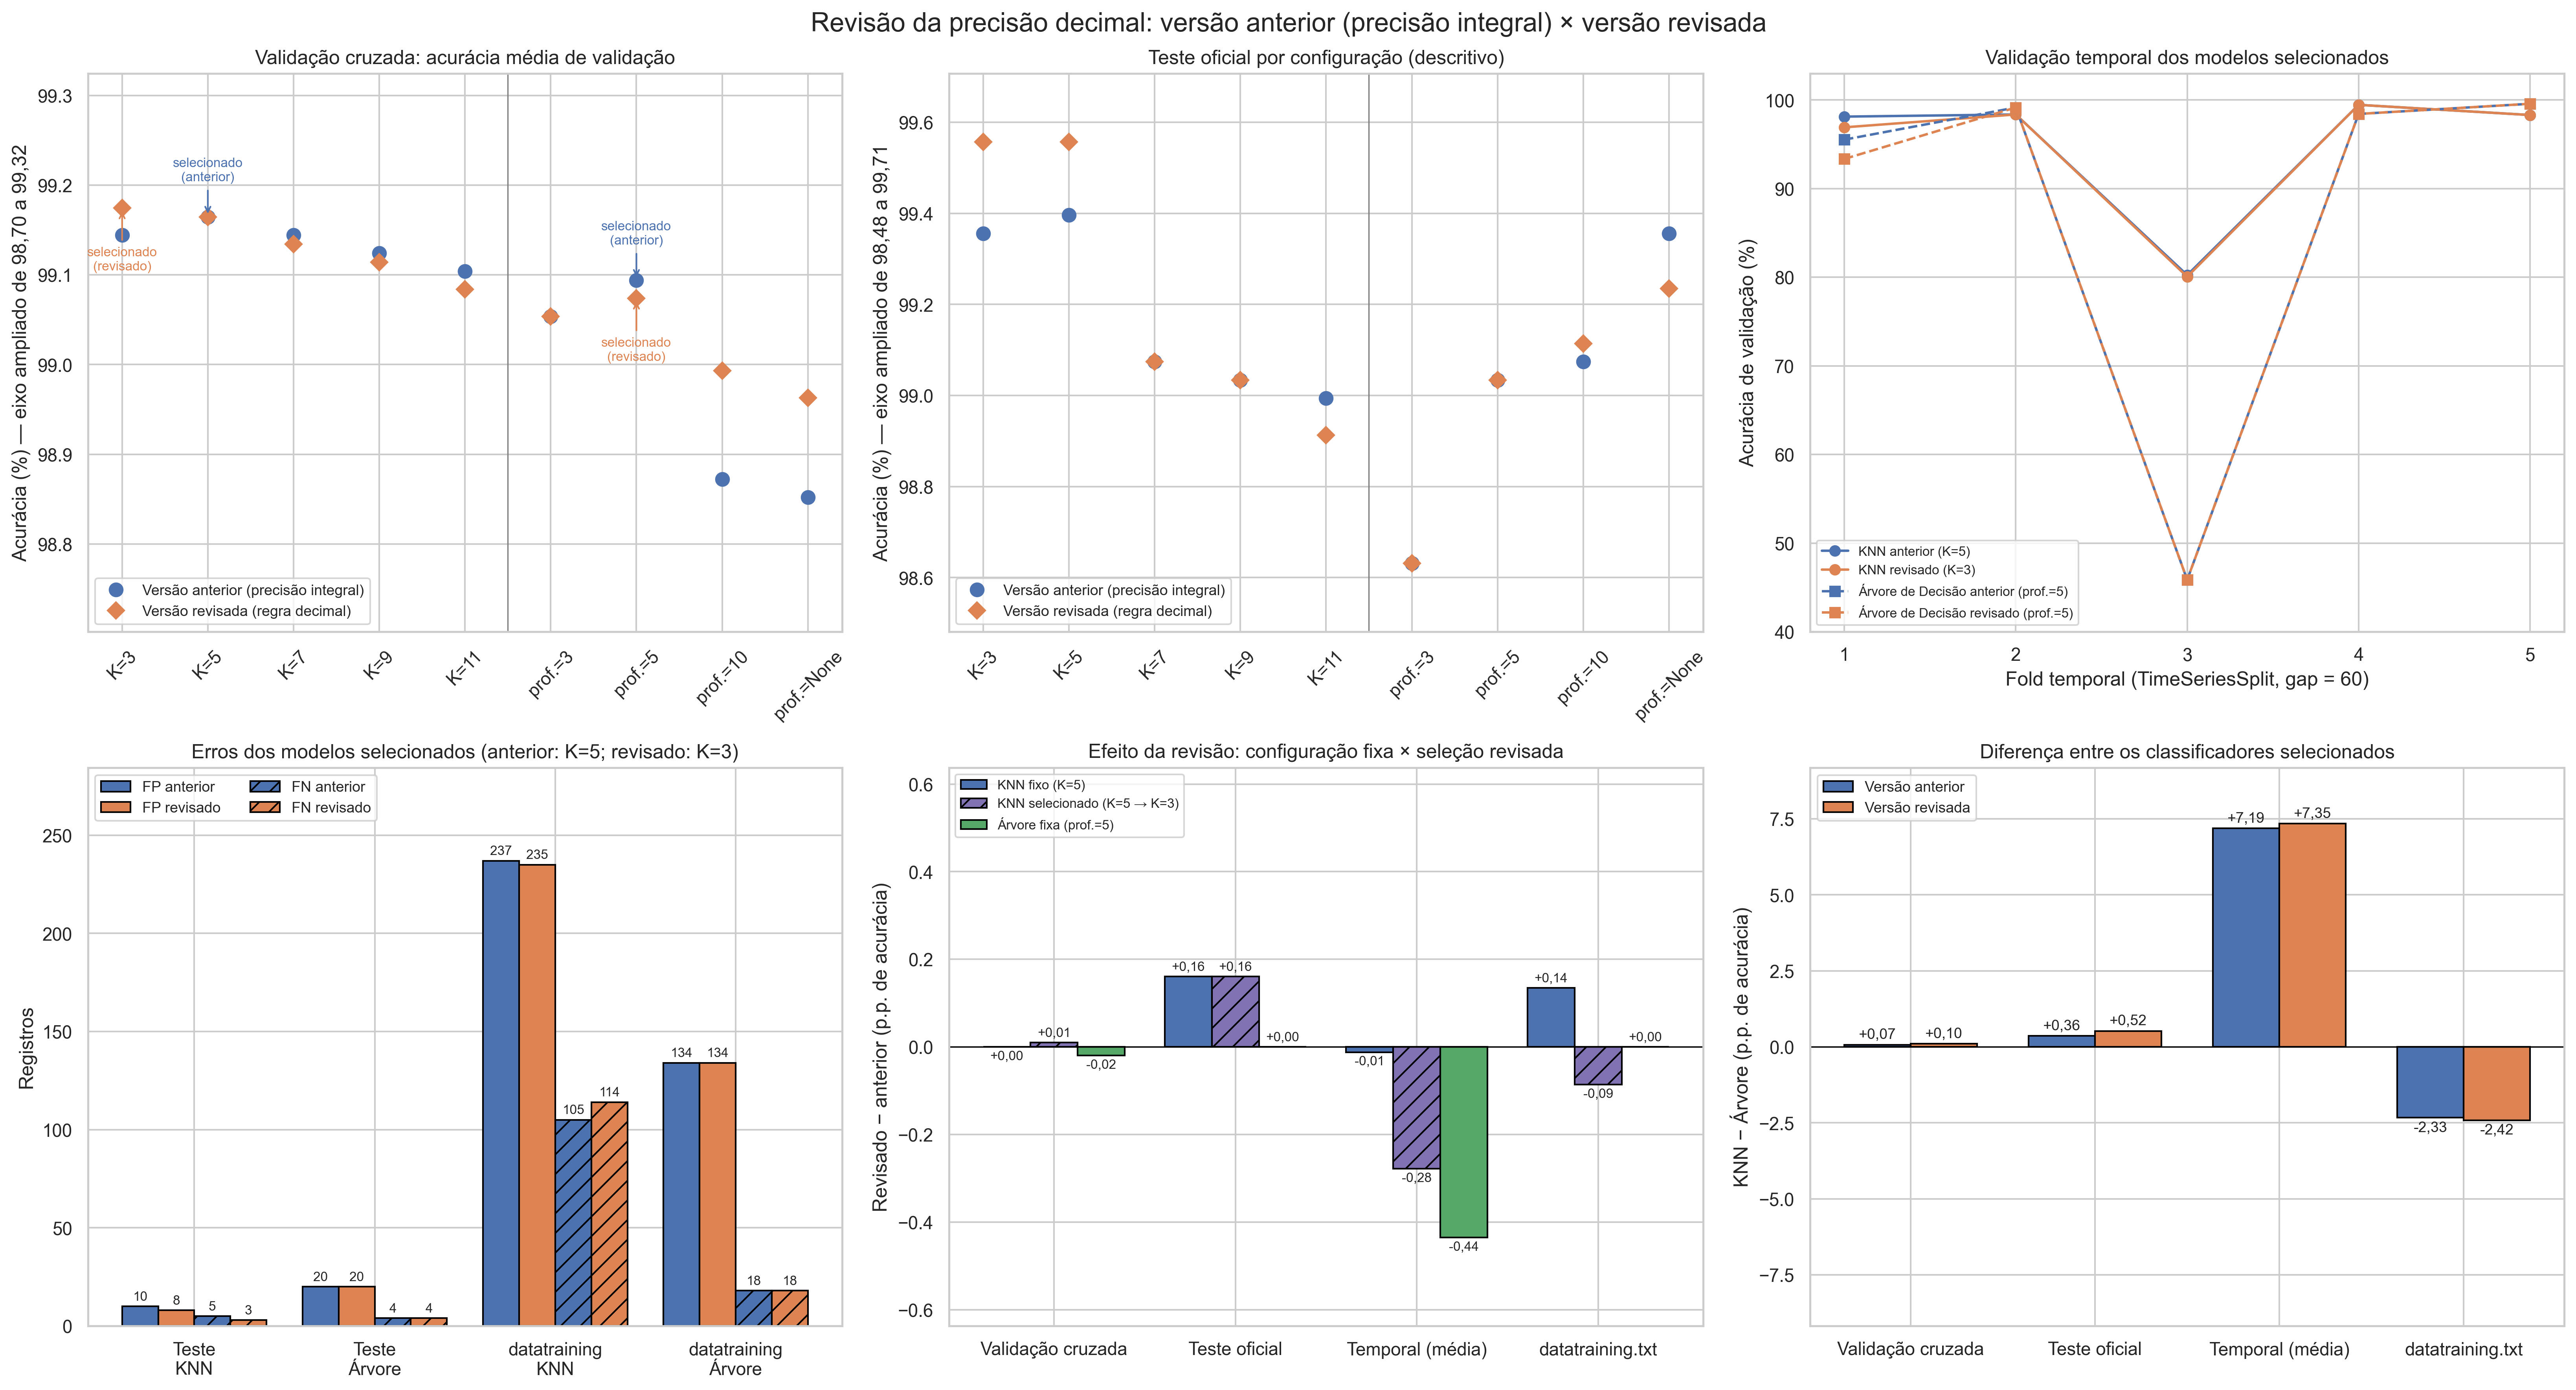 Revisão da precisão decimal: versão anterior (precisão integral) × versão revisada
Validação cruzada: acurácia média de validação
Acurácia (%) — eixo ampliado de 98,70 a 99,32
99.3
99.2
99.1
99.0
98.9
98.8
selecionado
(anterior)
selecionado
(revisado)
selecionado
(anterior)
selecionado
(revisado)
Versão anterior (precisão integral)
Versão revisada (regra decimal)
K=3
K=5
K=7
K=9
K=11
prof.=3
prof.=5
prof.=10
prof.=None
Teste oficial por configuração (descritivo)
Acurácia (%) — eixo ampliado de 98,48 a 99,71
99.6
99.4
99.2
99.0
98.8
98.6
Versão anterior (precisão integral)
Versão revisada (regra decimal)
K=3
K=5
K=7
K=9
K=11
prof.=3
prof.=5
prof.=10
prof.=None
Validação temporal dos modelos selecionados
Acurácia de validação (%)
100
90
80
70
60
50
40
KNN anterior (K=5)
KNN revisado (K=3)
Árvore de Decisão anterior (prof.=5)
Árvore de Decisão revisado (prof.=5)
1
2
3
4
5
Fold temporal (TimeSeriesSplit, gap = 60)
Erros dos modelos selecionados (anterior: K=5; revisado: K=3)
Registros
250
200
150
100
50
0
FP anterior
FP revisado
FN anterior
FN revisado
10
8
5
3
20
20
4
4
237
235
105
114
134
134
18
18
Teste
KNN
Teste
Árvore
datatraining
KNN
datatraining
Árvore
Efeito da revisão: configuração fixa × seleção revisada
Revisado − anterior (p.p. de acurácia)
0.6
0.4
0.2
0.0
−0.2
−0.4
−0.6
KNN fixo (K=5)
KNN selecionado (K=5 → K=3)
Árvore fixa (prof.=5)
+0,00
+0,01
-0,02
+0,16
+0,16
+0,00
-0,01
-0,28
-0,44
+0,14
-0,09
+0,00
Validação cruzada
Teste oficial
Temporal (média)
datatraining.txt
Diferença entre os classificadores selecionados
KNN − Árvore (p.p. de acurácia)
7.5
5.0
2.5
0.0
−2.5
−5.0
−7.5
Versão anterior
Versão revisada
+0,07
+0,10
+0,36
+0,52
+7,19
+7,35
-2,33
-2,42
Validação cruzada
Teste oficial
Temporal (média)
datatraining.txt